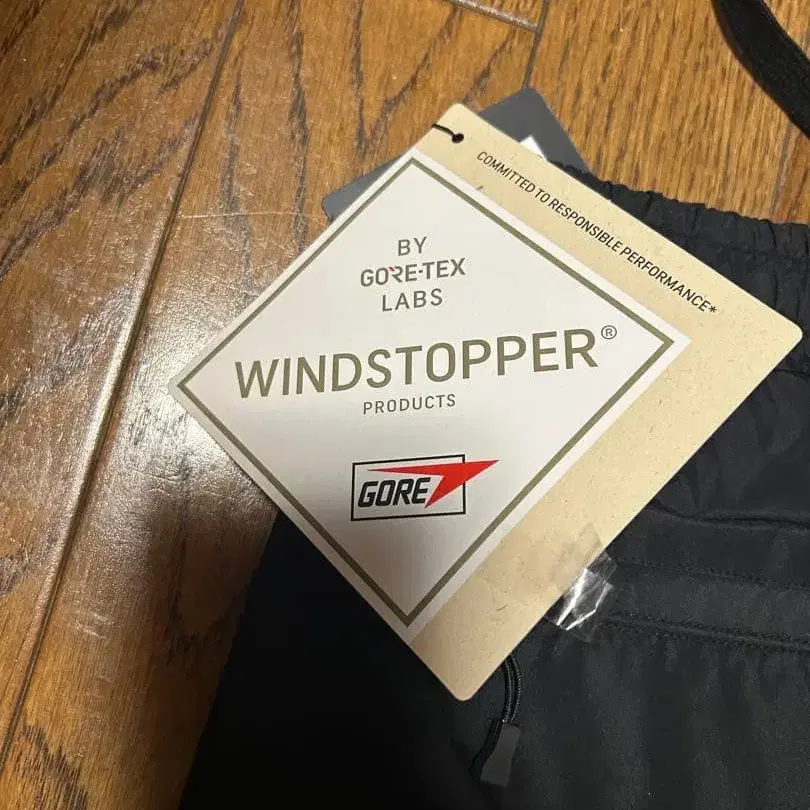 COMMITTED TO RESPONSIBLE PERFORMANCE*
BY
GORE-TEX
LABS
WINDSTOPPER®
PRODUCTS
GORE